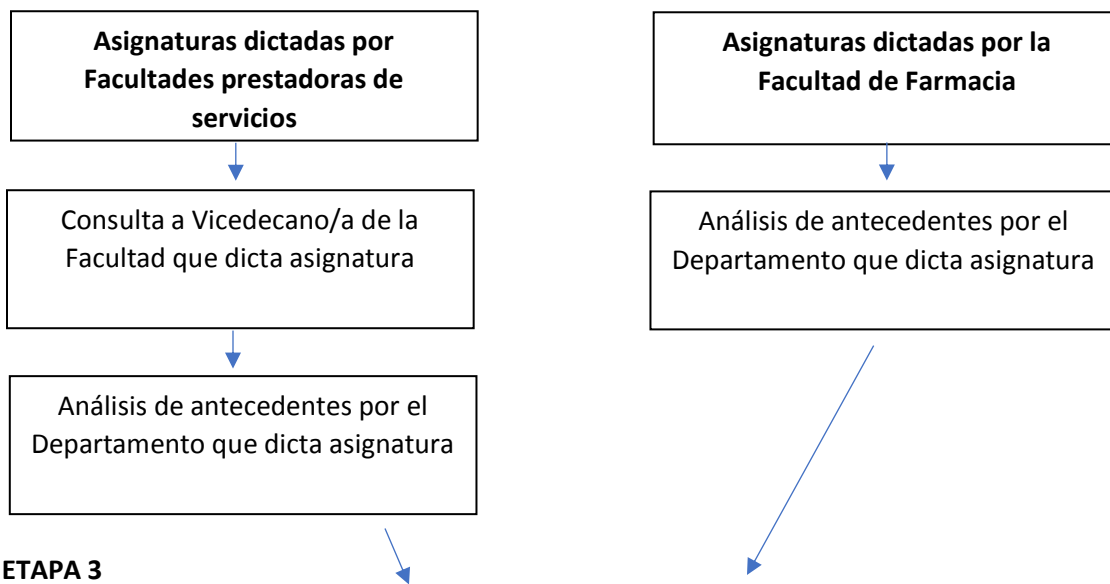 Asignaturas dictadas por
Facultades prestadoras de
servicios
Asignaturas dictadas por la
Facultad de Farmacia
Consulta a Vicedecano/a de la
Facultad que dicta asignatura
Análisis de antecedentes por el
Departamento que dicta asignatura
Análisis de antecedentes por el
Departamento que dicta asignatura
ETAPA 3